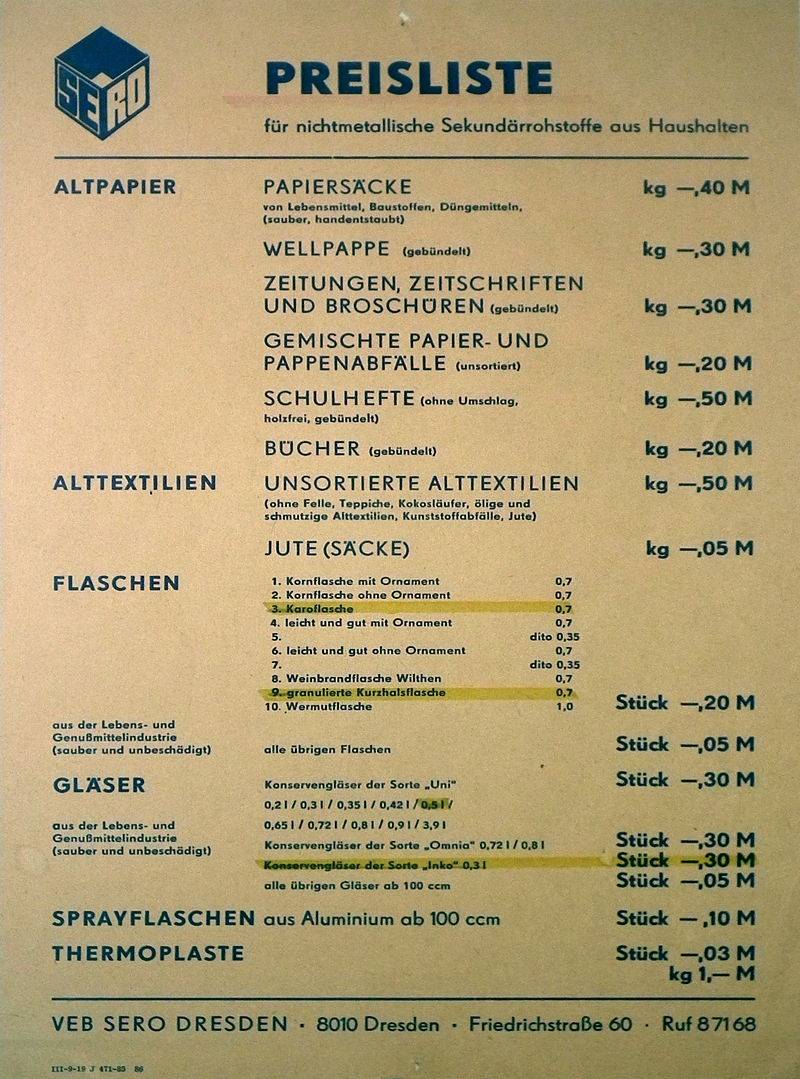 SERO
PREISLISTE
für nichtmetallische Sekundärrohstoffe aus Haushalten
ALTPAPIER PAPIERSÄCKE kg —,40 M
von Lebensmittel, Baustoffen, Düngemitteln,
(sauber, handentstaubt)
WELLPAPPE (gebündelt) kg —,30 M
ZEITUNGEN, ZEITSCHRIFTEN
UND BROSCHÜREN (gebündelt) kg —,30 M
GEMISCHTE PAPIER- UND
PAPPENABFÄLLE (unsortiert) kg —,20 M
SCHULHEFTE (ohne Umschlag, kg —,50 M
holzfrei, gebündelt)
BÜCHER (gebündelt) kg —,20 M
ALTTEXTILIEN UNSORTIERTE ALTTEXTILIEN kg —,50 M
(ohne Felle, Teppiche, Kokosläufer, ölige und
schmutzige Alttextilien, Kunststoffabfälle, Jute)
JUTE (SÄCKE) kg —,05 M
FLASCHEN 1. Kornflasche mit Ornament 0,7
2. Kornflasche ohne Ornament 0,7
3. Karoflasche 0,7
4. leicht und gut mit Ornament 0,7
5. dito 0,35
6. leicht und gut ohne Ornament 0,7
7. dito 0,35
8. Weinbrandflasche Wilthen 0,7
9. granulierte Kurzhalsflasche 0,7
10. Wermutflasche 1,0 Stück —,20 M
aus der Lebens- und
Genußmittelindustrie
(sauber und unbeschädigt) alle übrigen Flaschen Stück —,05 M
GLÄSER Konservengläser der Sorte „Uni" Stück —,30 M
0,2 l / 0,3 l / 0,35 l / 0,42 l / 0,5 l /
aus der Lebens- und 0,65 l / 0,72 l / 0,8 l / 0,9 l / 3,9 l
Genußmittelindustrie
(sauber und unbeschädigt) Konservengläser der Sorte „Omnia" 0,72 l / 0,8 l Stück —,30 M
Konservengläser der Sorte „Inko" 0,3 l Stück —,30 M
alle übrigen Gläser ab 100 ccm Stück —,05 M
SPRAYFLASCHEN aus Aluminium ab 100 ccm Stück —,10 M
THERMOPLASTE Stück —,03 M
kg 1,— M
VEB SERO DRESDEN · 8010 Dresden · Friedrichstraße 60 · Ruf 8 71 68
III-9-19 J 471-85 86